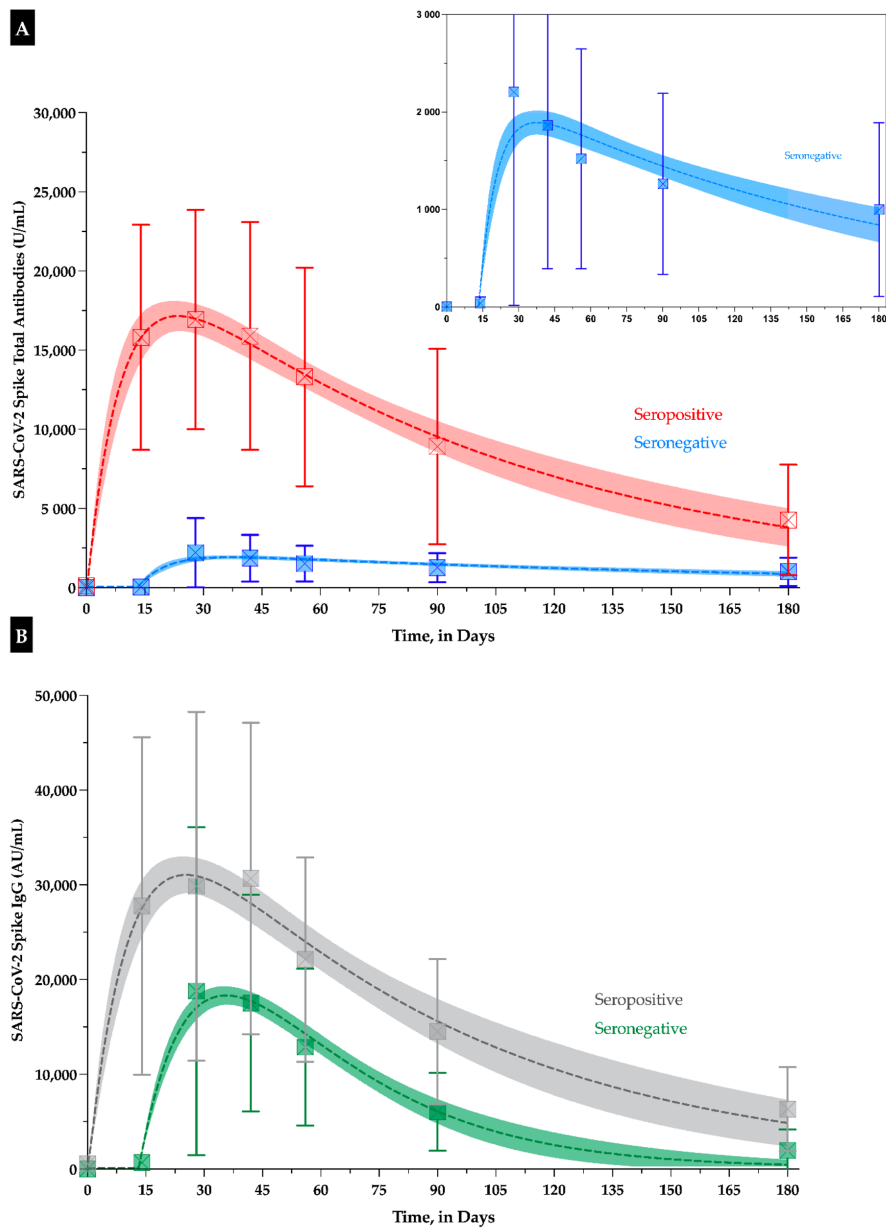 A
3 000
2 000
1 000
0
0 15 30 45 60 75 90 105 120 135 150 165 180
Seronegative
30,000
25,000
20,000
15,000
10,000
5 000
0
SARS-CoV-2 Spike Total Antibodies (U/mL)
Seropositive
Seronegative
0 15 30 45 60 75 90 105 120 135 150 165 180
Time, in Days
B
50,000
40,000
30,000
20,000
10,000
0
SARS-CoV-2 Spike IgG (AU/mL)
Seropositive
Seronegative
0 15 30 45 60 75 90 105 120 135 150 165 180
Time, in Days